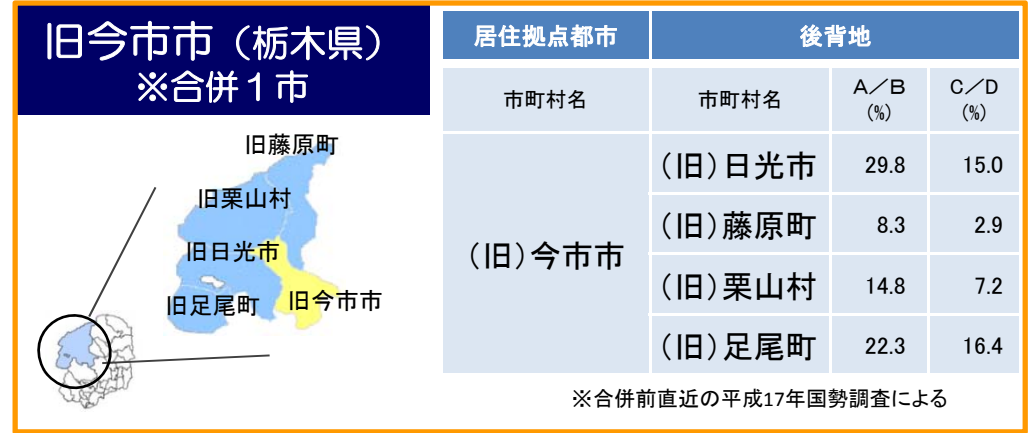 旧今市市（栃木県）
※合併１市
旧藤原町
旧栗山村
旧日光市
旧足尾町
旧今市市
居住拠点都市 後背地
市町村名 市町村名 A／B (%) C／D (%)
(旧)今市市
(旧)日光市 29.8 15.0
(旧)藤原町 8.3 2.9
(旧)栗山村 14.8 7.2
(旧)足尾町 22.3 16.4
※合併前直近の平成17年国勢調査による